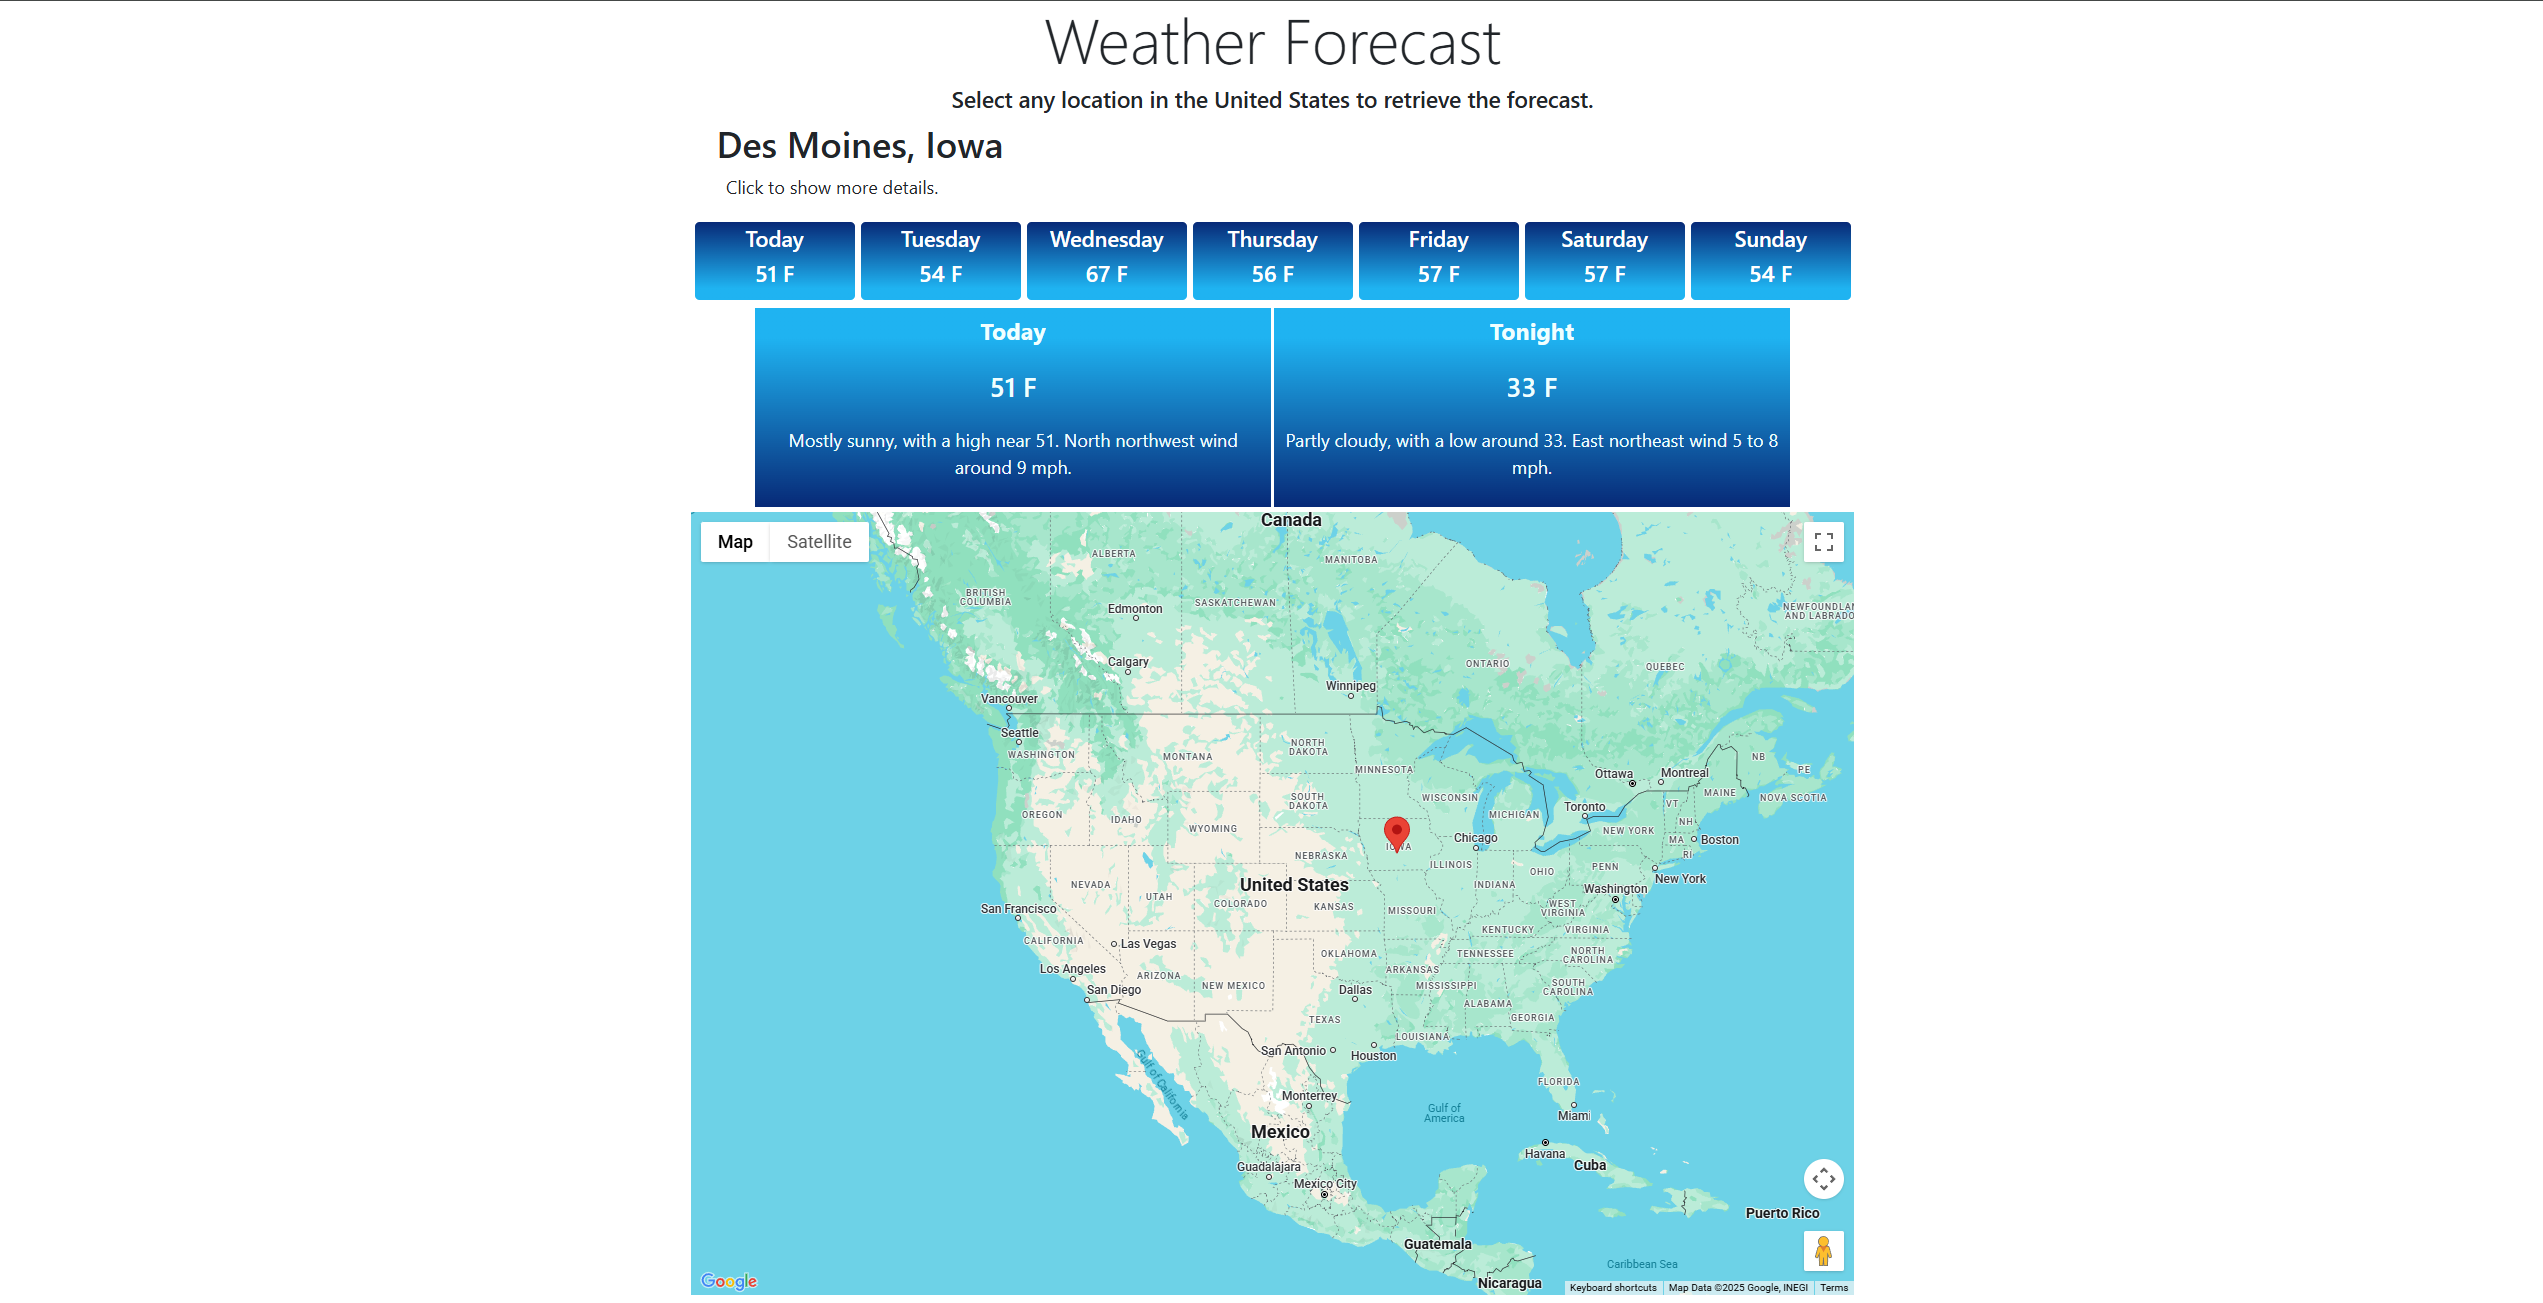 Weather Forecast
Select any location in the United States to retrieve the forecast.
Des Moines, Iowa
Click to show more details.
Today
51 F
Tuesday
54 F
Wednesday
67 F
Thursday
56 F
Friday
57 F
Saturday
57 F
Sunday
54 F
Today
51 F
Mostly sunny, with a high near 51. North northwest wind
around 9 mph.
Tonight
33 F
Partly cloudy, with a low around 33. East northeast wind 5 to 8
mph.
Map
Satellite
Canada
ALBERTA
MANITOBA
BRITISH
COLUMBIA
Edmonton
SASKATCHEWAN
NEWFOUNDLAN
AND LABRADO
Calgary
ONTARIO
QUEBEC
Winnipeg
Vancouver
Seattle
WASHINGTON
MONTANA
NORTH
DAKOTA
MINNESOTA
Ottawa
Montreal
NB
PE
MAINE
NOVA SCOTIA
SOUTH
DAKOTA
WISCONSIN
MICHIGAN
Toronto
VT
NH
OREGON
IDAHO
WYOMING
NEW YORK
MA
Boston
RI
IOWA
Chicago
NEBRASKA
ILLINOIS
INDIANA
OHIO
PENN
New York
United States
NEVADA
UTAH
COLORADO
KANSAS
MISSOURI
Washington
WEST
VIRGINIA
San Francisco
KENTUCKY
VIRGINIA
CALIFORNIA
Las Vegas
OKLAHOMA
TENNESSEE
NORTH
CAROLINA
Los Angeles
ARIZONA
ARKANSAS
San Diego
NEW MEXICO
Dallas
MISSISSIPPI
SOUTH
CAROLINA
ALABAMA
TEXAS
GEORGIA
LOUISIANA
San Antonio
Houston
Gulf of California
FLORIDA
Monterrey
Gulf of
America
Miami
Mexico
Havana
Cuba
Guadalajara
Mexico City
Puerto Rico
Guatemala
Caribbean Sea
Nicaragua
Google
Keyboard shortcuts
Map Data ©2025 Google, INEGI
Terms